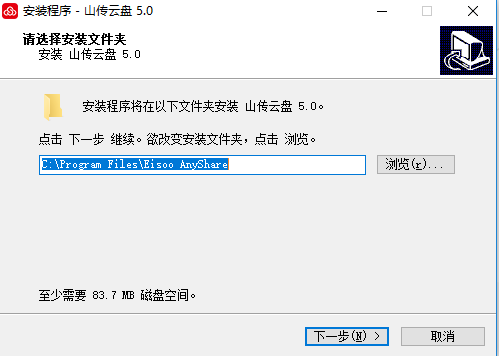 安装程序 - 山传云盘 5.0
请选择安装文件夹
安装 山传云盘 5.0
安装程序将在以下文件夹安装 山传云盘 5.0。
点击 下一步 继续。欲改变安装文件夹，点击 浏览。
C:\Program Files\Eisoo AnyShare
浏览(r)...
至少需要 83.7 MB 磁盘空间。
下一步(N) >
取消